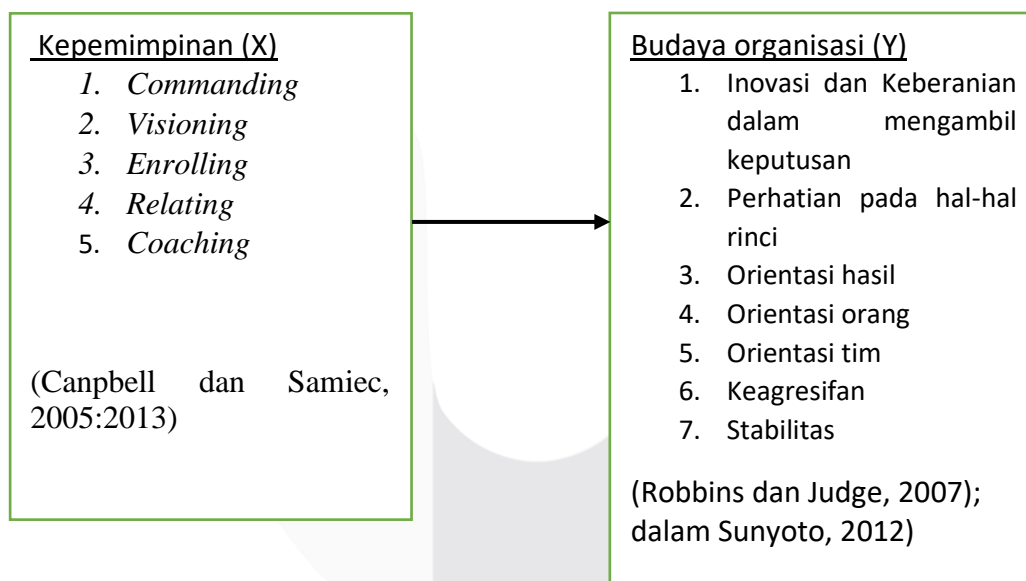 Kepemimpinan (X)
1. Commanding
2. Visioning
3. Enrolling
4. Relating
5. Coaching
(Canpbell dan Samiec,
2005:2013)
Budaya organisasi (Y)
1. Inovasi dan Keberanian
dalam mengambil
keputusan
2. Perhatian pada hal-hal
rinci
3. Orientasi hasil
4. Orientasi orang
5. Orientasi tim
6. Keagresifan
7. Stabilitas
(Robbins dan Judge, 2007);
dalam Sunyoto, 2012)